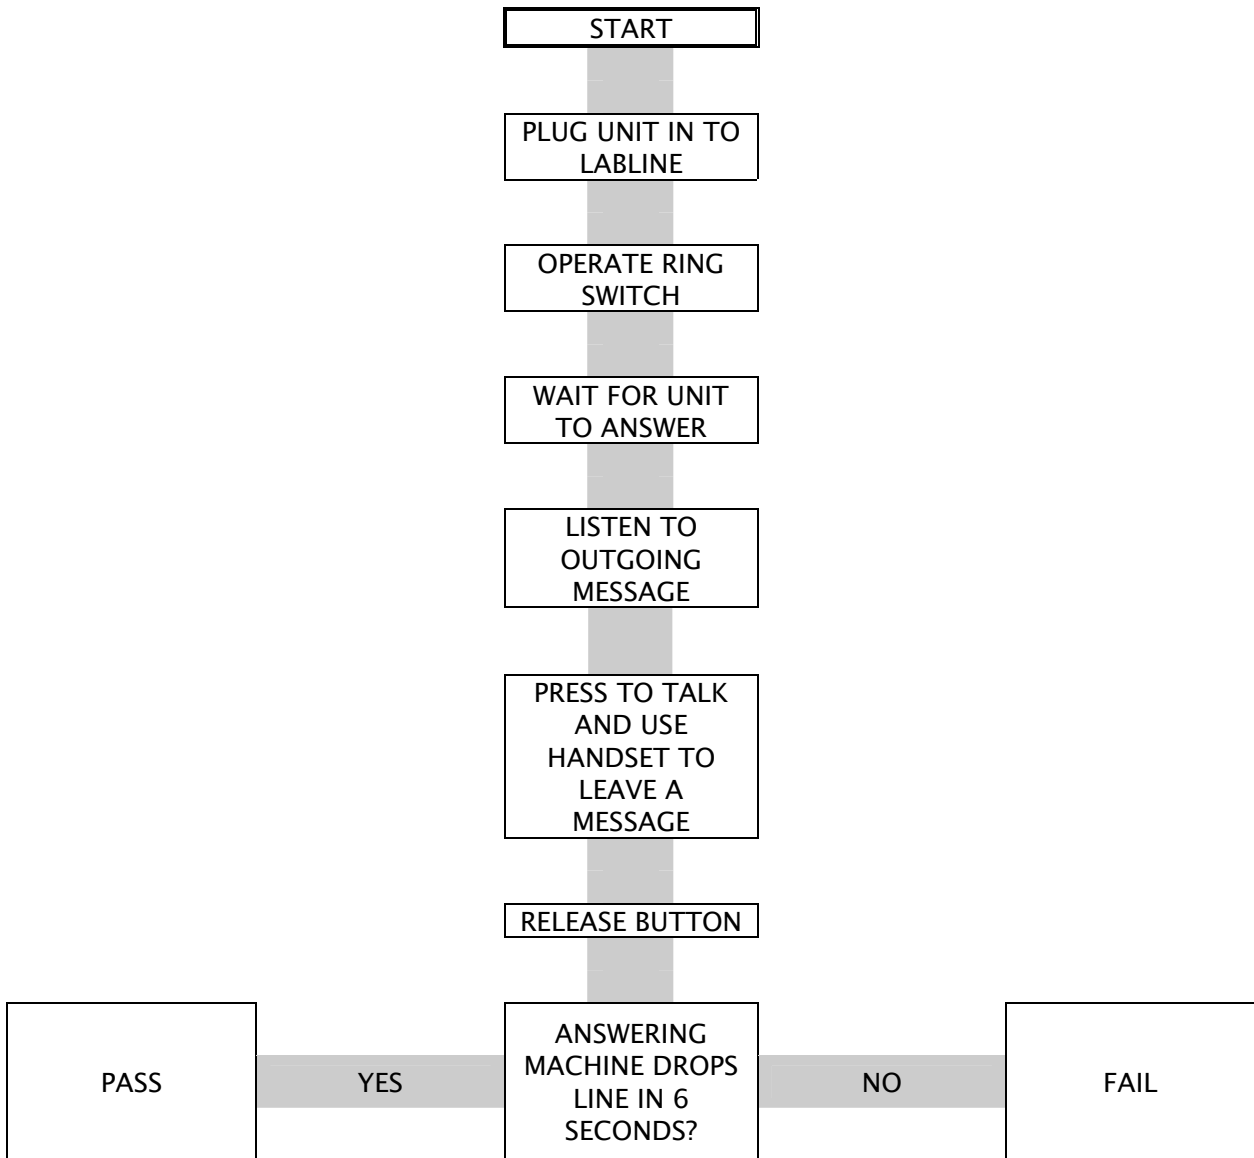 START
PLUG UNIT IN TO
LABLINE
OPERATE RING
SWITCH
WAIT FOR UNIT
TO ANSWER
LISTEN TO
OUTGOING
MESSAGE
PRESS TO TALK
AND USE
HANDSET TO
LEAVE A
MESSAGE
RELEASE BUTTON
ANSWERING
MACHINE DROPS
LINE IN 6
SECONDS?
PASS
YES
NO
FAIL